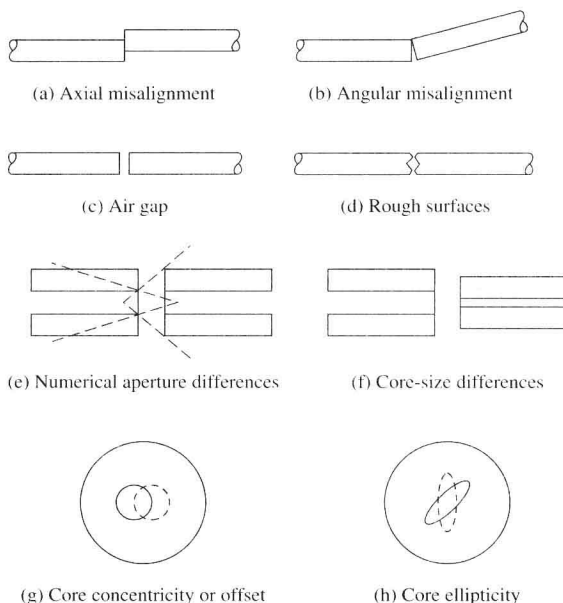 (a) Axial misalignment
(b) Angular misalignment
(c) Air gap
(d) Rough surfaces
(e) Numerical aperture differences
(f) Core-size differences
(g) Core concentricity or offset
(h) Core ellipticity